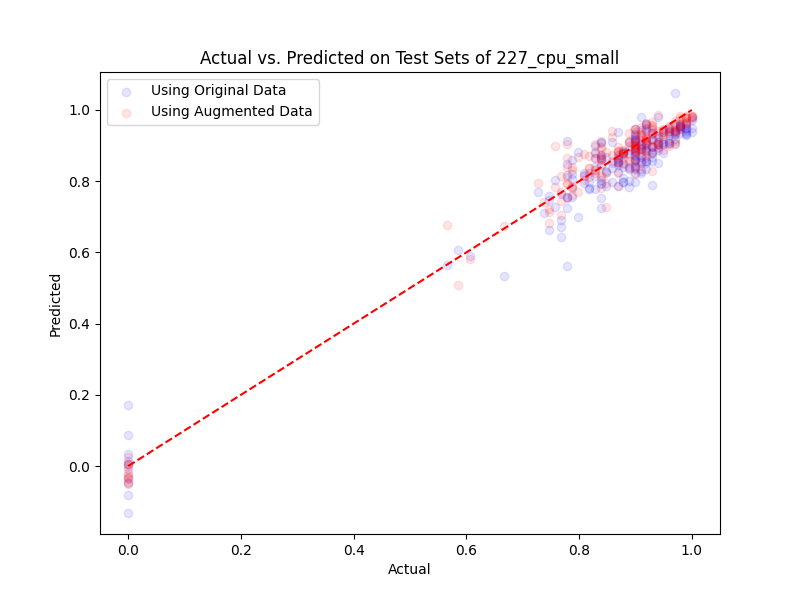 Actual vs. Predicted on Test Sets of 227_cpu_small
Using Original Data
Using Augmented Data
1.0
0.8
0.6
0.4
0.2
0.0
Predicted
0.0 0.2 0.4 0.6 0.8 1.0
Actual